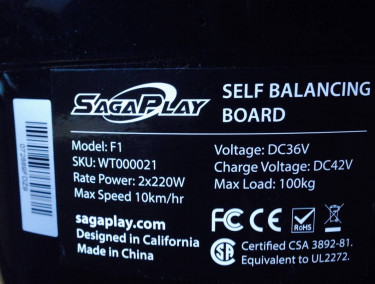 SAGAPLAY
SELF BALANCING
BOARD
Model: F1
SKU: WT000021
Rate Power: 2x220W
Max Speed 10km/hr
Voltage: DC36V
Charge Voltage: DC42V
Max Load: 100kg
sagaplay.com
Designed in California
Made in China
FC CE RoHS
SA Certified CSA 3892-81.
Equivalent to UL2272.